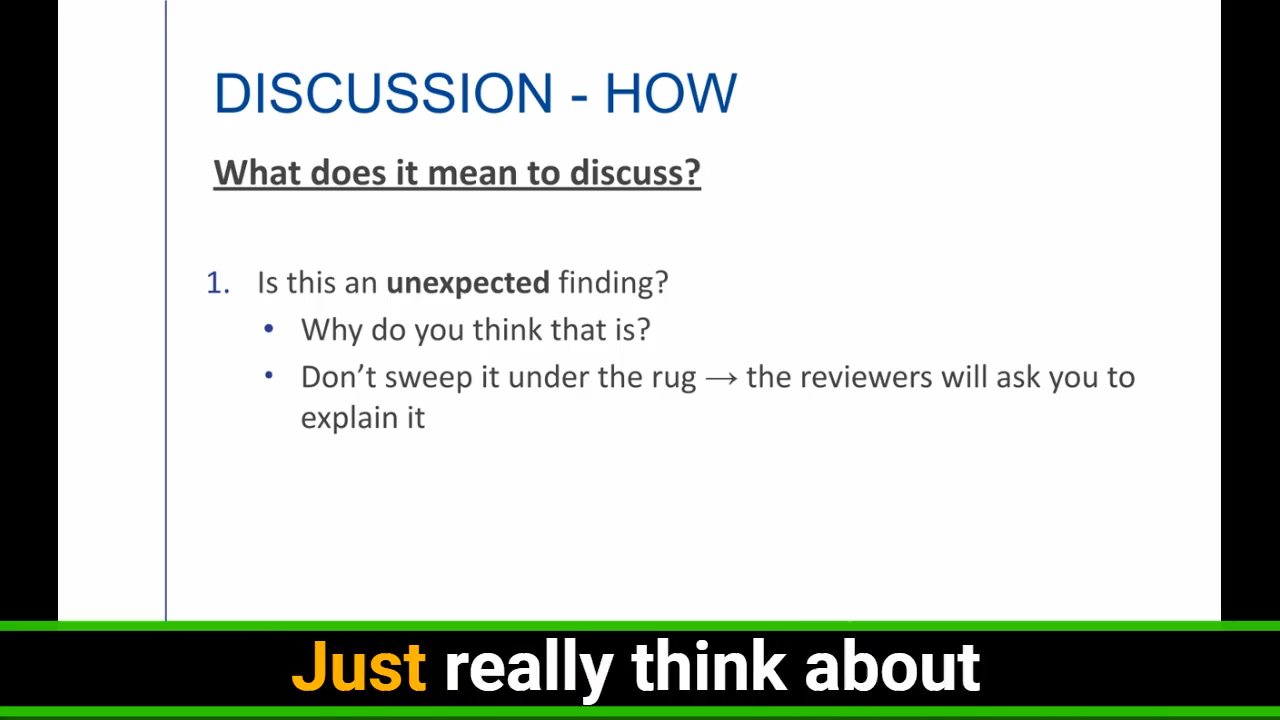 DISCUSSION - HOW
What does it mean to discuss?
1. Is this an unexpected finding?
• Why do you think that is?
• Don’t sweep it under the rug → the reviewers will ask you to
explain it
Just really think about